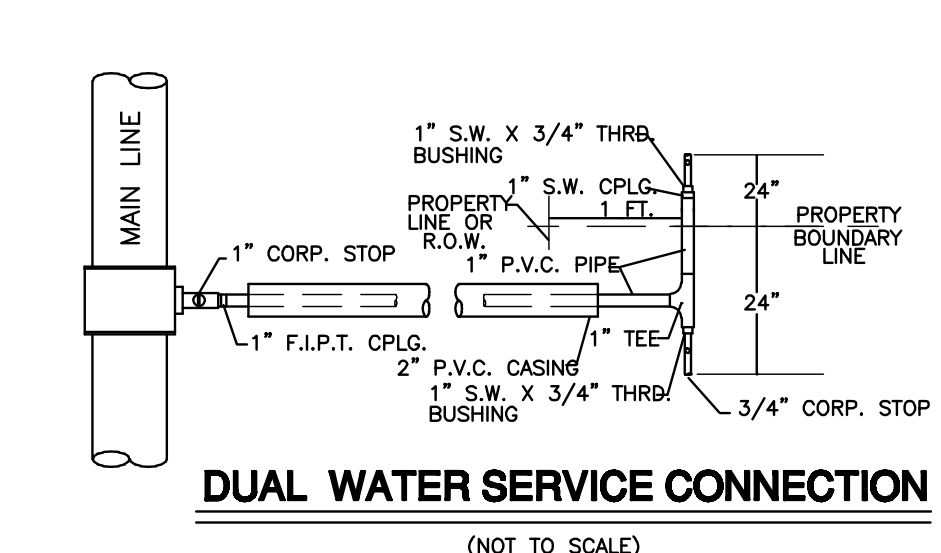 MAIN LINE
1" S.W. X 3/4" THRD.
BUSHING
1" S.W. CPLG.
1 FT.
PROPERTY
LINE OR
R.O.W.
24"
PROPERTY
BOUNDARY
LINE
1" CORP. STOP
1" P.V.C. PIPE
24"
1" F.I.P.T. CPLG.
1" TEE
2" P.V.C. CASING
1" S.W. X 3/4" THRD.
BUSHING
3/4" CORP. STOP
DUAL WATER SERVICE CONNECTION
(NOT TO SCALE)